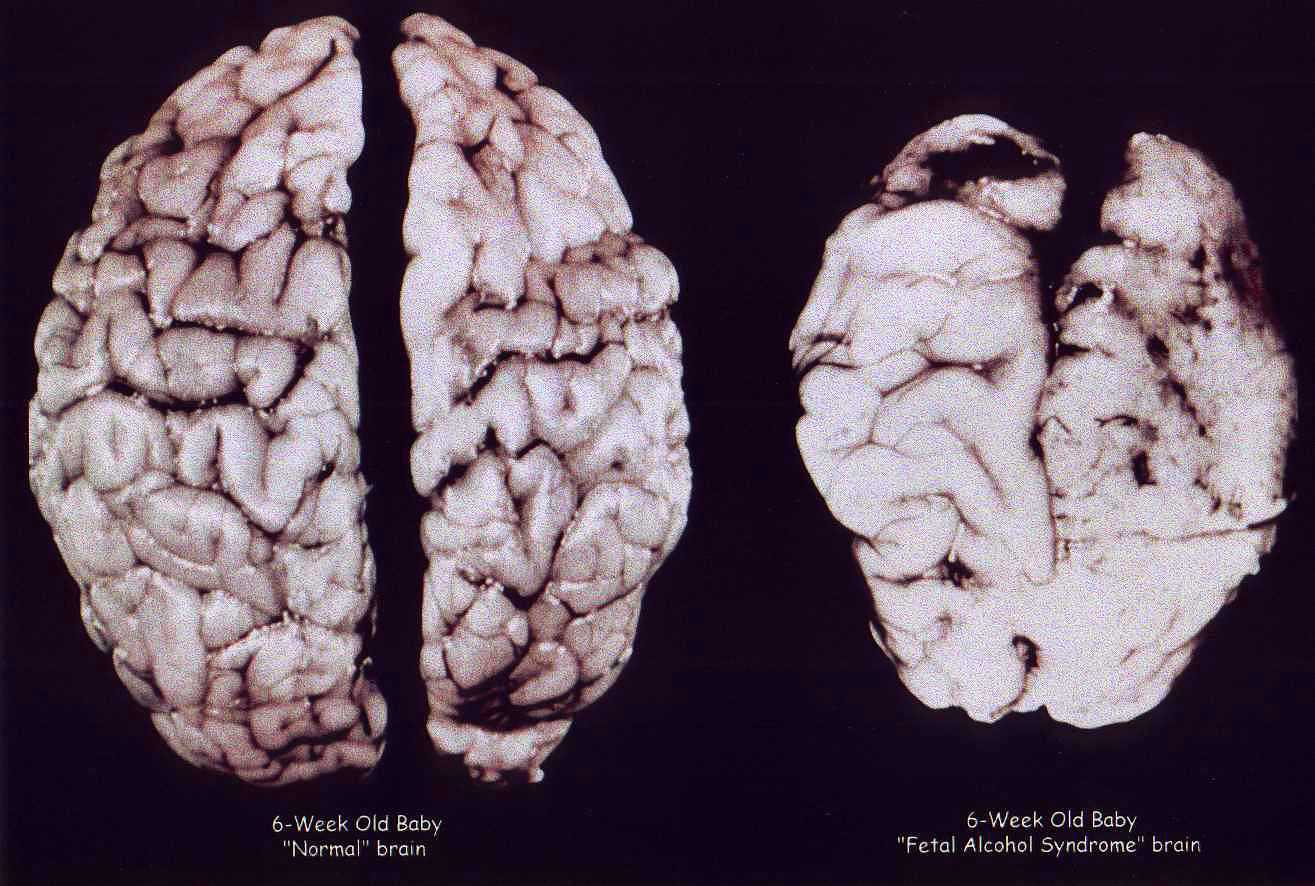 6-Week Old Baby
"Normal" brain
6-Week Old Baby
"Fetal Alcohol Syndrome" brain